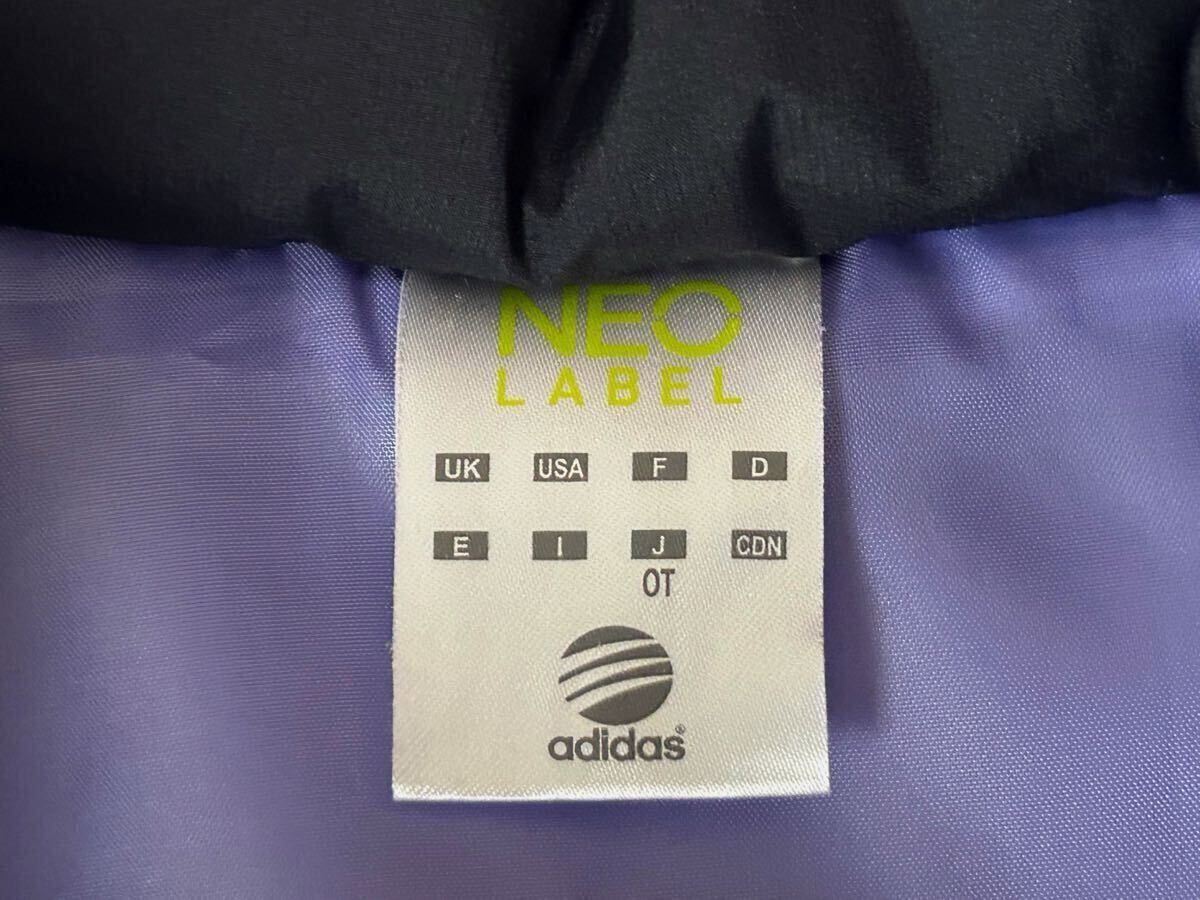 NEO
LABEL
UK USA F D
E I J CDN
OT
adidas®